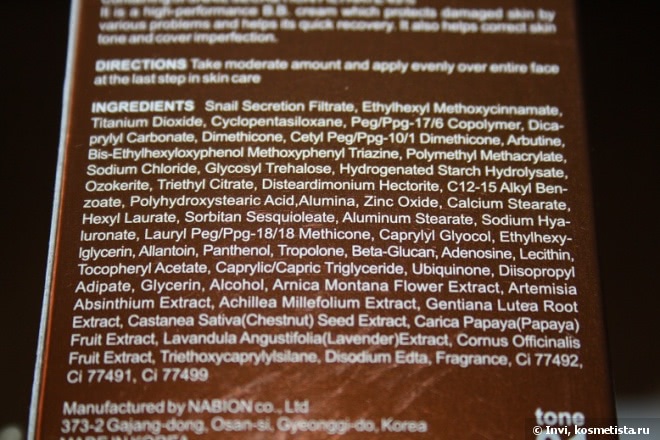 It is a high-performance B.B. cream which protects damaged skin by
various problems and helps its quick recovery. It also helps correct skin
tone and cover imperfection.
DIRECTIONS Take moderate amount and apply evenly over entire face
at the last step in skin care
INGREDIENTS Snail Secretion Filtrate, Ethylhexyl Methoxycinnamate,
Titanium Dioxide, Cyclopentasiloxane, Peg/Ppg-17/6 Copolymer, Dica-
prylyl Carbonate, Dimethicone, Cetyl Peg/Ppg-10/1 Dimethicone, Arbutine,
Bis-Ethylhexyloxyphenol Methoxyphenyl Triazine, Polymethyl Methacrylate,
Sodium Chloride, Glycosyl Trehalose, Hydrogenated Starch Hydrolysate,
Ozokerite, Triethyl Citrate, Disteardimonium Hectorite, C12-15 Alkyl Ben-
zoate, Polyhydroxystearic Acid,Alumina, Zinc Oxide, Calcium Stearate,
Hexyl Laurate, Sorbitan Sesquioleate, Aluminum Stearate, Sodium Hya-
luronate, Lauryl Peg/Ppg-18/18 Methicone, Caprylyl Glyocol, Ethylhexy-
lglycerin, Allantoin, Panthenol, Tropolone, Beta-Glucan, Adenosine, Lecithin,
Tocopheryl Acetate, Caprylic/Capric Triglyceride, Ubiquinone, Diisopropyl
Adipate, Glycerin, Alcohol, Arnica Montana Flower Extract, Artemisia
Absinthium Extract, Achillea Millefolium Extract, Gentiana Lutea Root
Extract, Castanea Sativa(Chestnut) Seed Extract, Carica Papaya(Papaya)
Fruit Extract, Lavandula Angustifolia(Lavender)Extract, Cornus Officinalis
Fruit Extract, Triethoxycaprylylsilane, Disodium Edta, Fragrance, Ci 77492,
Ci 77491, Ci 77499
Manufactured by NABION co., Ltd
373-2 Gajang-dong, Osan-si, Gyeonggi-do, Korea
tone
© Invi, kosmetista.ru